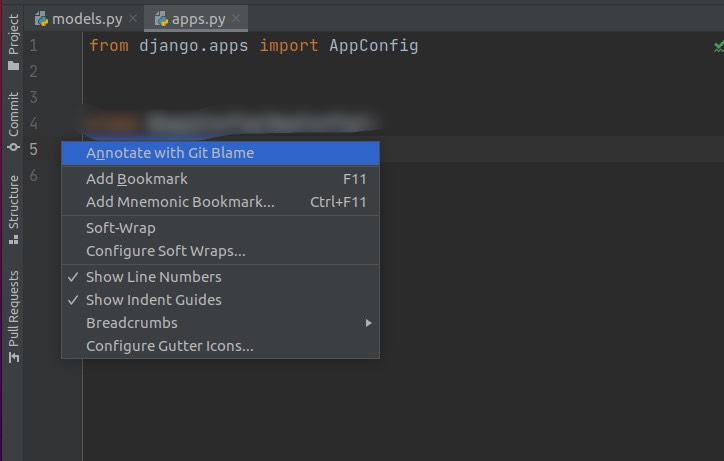 models.py
apps.py
Project
Commit
Structure
Pull Requests
1 from django.apps import AppConfig
2
3
4
5
6
Annotate with Git Blame
Add Bookmark F11
Add Mnemonic Bookmark... Ctrl+F11
Soft-Wrap
Configure Soft Wraps...
Show Line Numbers
Show Indent Guides
Breadcrumbs
Configure Gutter Icons...